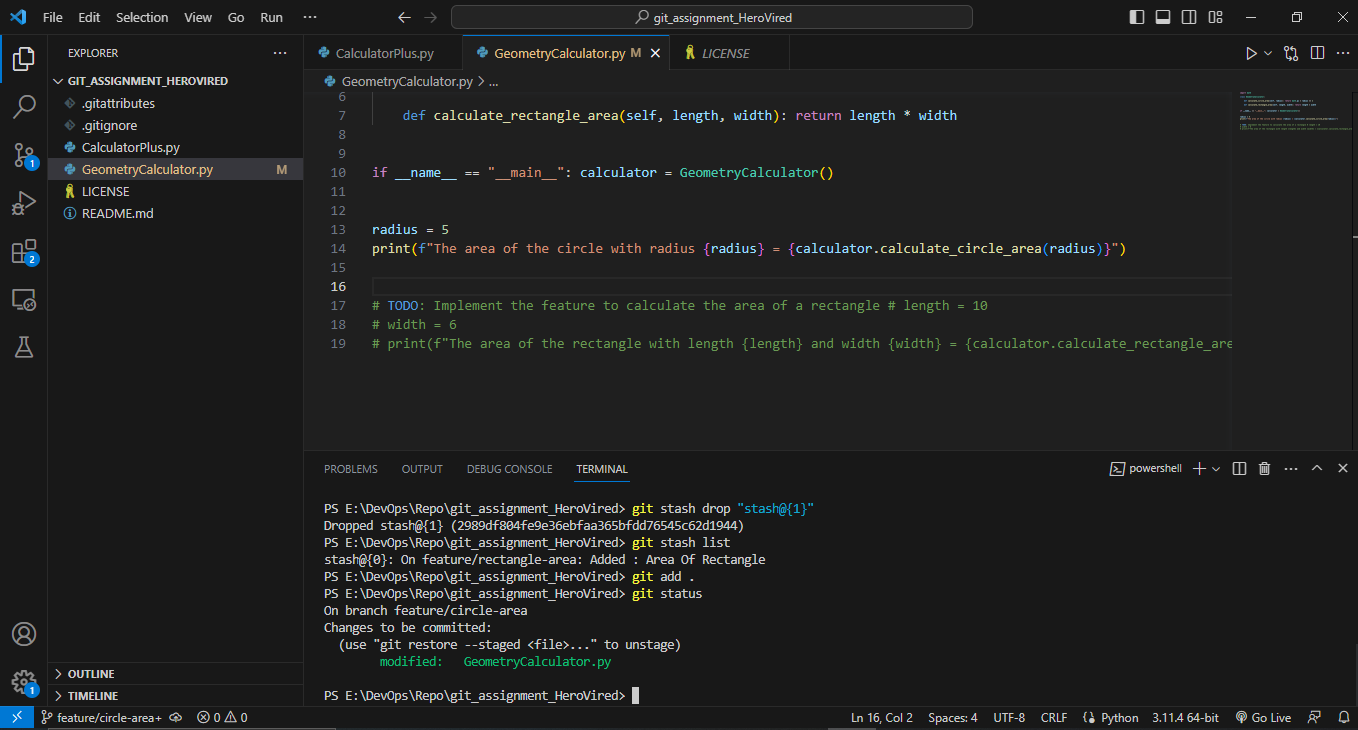 File Edit Selection View Go Run ··· git_assignment_HeroVired
EXPLORER ···
GIT_ASSIGNMENT_HEROVIRED
.gitattributes
.gitignore
CalculatorPlus.py
GeometryCalculator.py M
LICENSE
README.md
OUTLINE
TIMELINE
1
2
1
CalculatorPlus.py GeometryCalculator.py M LICENSE
GeometryCalculator.py > ...
6
7 def calculate_rectangle_area(self, length, width): return length * width
8
9
10 if __name__ == "__main__": calculator = GeometryCalculator()
11
12
13 radius = 5
14 print(f"The area of the circle with radius {radius} = {calculator.calculate_circle_area(radius)}")
15
16
17 # TODO: Implement the feature to calculate the area of a rectangle # length = 10
18 # width = 6
19 # print(f"The area of the rectangle with length {length} and width {width} = {calculator.calculate_rectangle_are
PROBLEMS OUTPUT DEBUG CONSOLE TERMINAL powershell
PS E:\DevOps\Repo\git_assignment_HeroVired> git stash drop "stash@{1}"
Dropped stash@{1} (2989df804fe9e36ebfaa365bfdd76545c62d1944)
PS E:\DevOps\Repo\git_assignment_HeroVired> git stash list
stash@{0}: On feature/rectangle-area: Added : Area Of Rectangle
PS E:\DevOps\Repo\git_assignment_HeroVired> git add .
PS E:\DevOps\Repo\git_assignment_HeroVired> git status
On branch feature/circle-area
Changes to be committed:
(use "git restore --staged <file>..." to unstage)
modified: GeometryCalculator.py
PS E:\DevOps\Repo\git_assignment_HeroVired>
feature/circle-area+ 0 0 Ln 16, Col 2 Spaces: 4 UTF-8 CRLF Python 3.11.4 64-bit Go Live